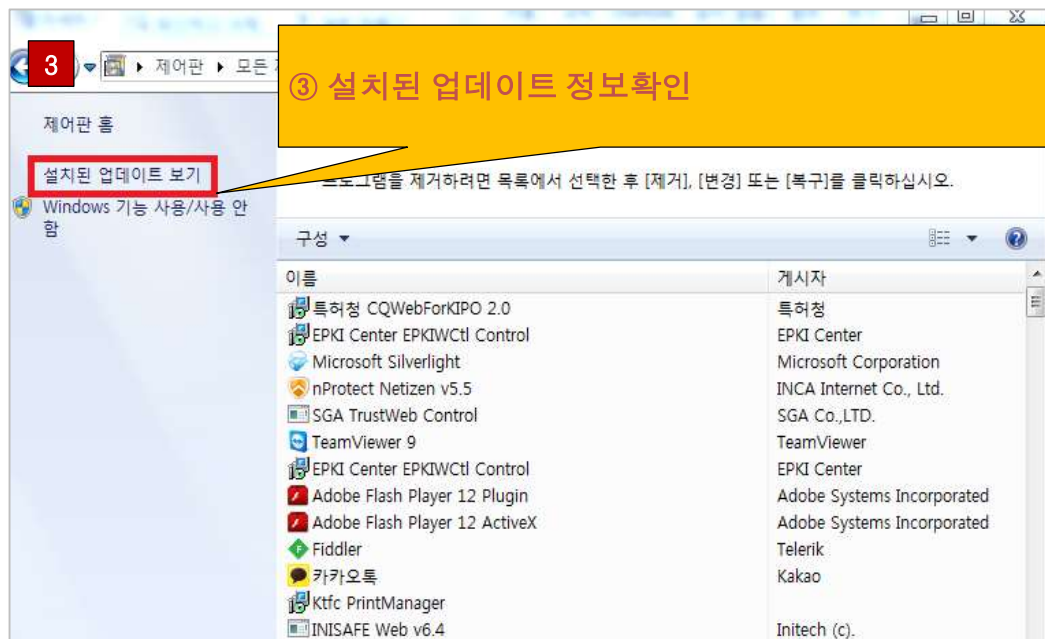 3
제어판 ▸ 모든
③ 설치된 업데이트 정보확인
제어판 홈
설치된 업데이트 보기
Windows 기능 사용/사용 안
함
프로그램을 제거하려면 목록에서 선택한 후 [제거], [변경] 또는 [복구]를 클릭하십시오.
구성
이름 게시자
특허청 CQWebForKIPO 2.0 특허청
EPKI Center EPKIWCtl Control EPKI Center
Microsoft Silverlight Microsoft Corporation
nProtect Netizen v5.5 INCA Internet Co., Ltd.
SGA TrustWeb Control SGA Co.,LTD.
TeamViewer 9 TeamViewer
EPKI Center EPKIWCtl Control EPKI Center
Adobe Flash Player 12 Plugin Adobe Systems Incorporated
Adobe Flash Player 12 ActiveX Adobe Systems Incorporated
Fiddler Telerik
카카오톡 Kakao
Ktfc PrintManager
INISAFE Web v6.4 Initech (c).